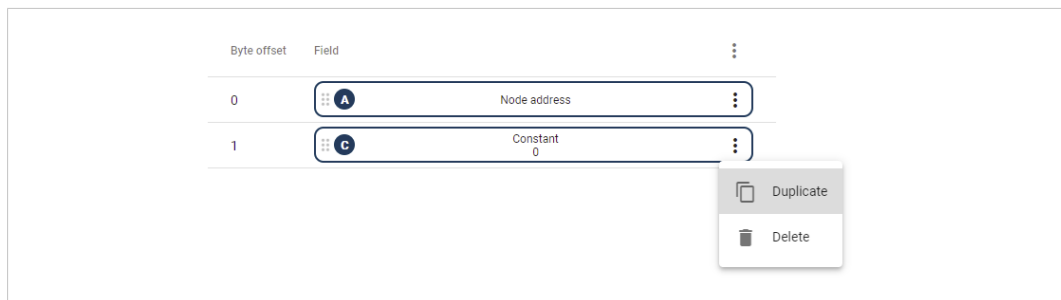 Byte offset Field
0 A Node address
1 C Constant
0
Duplicate
Delete